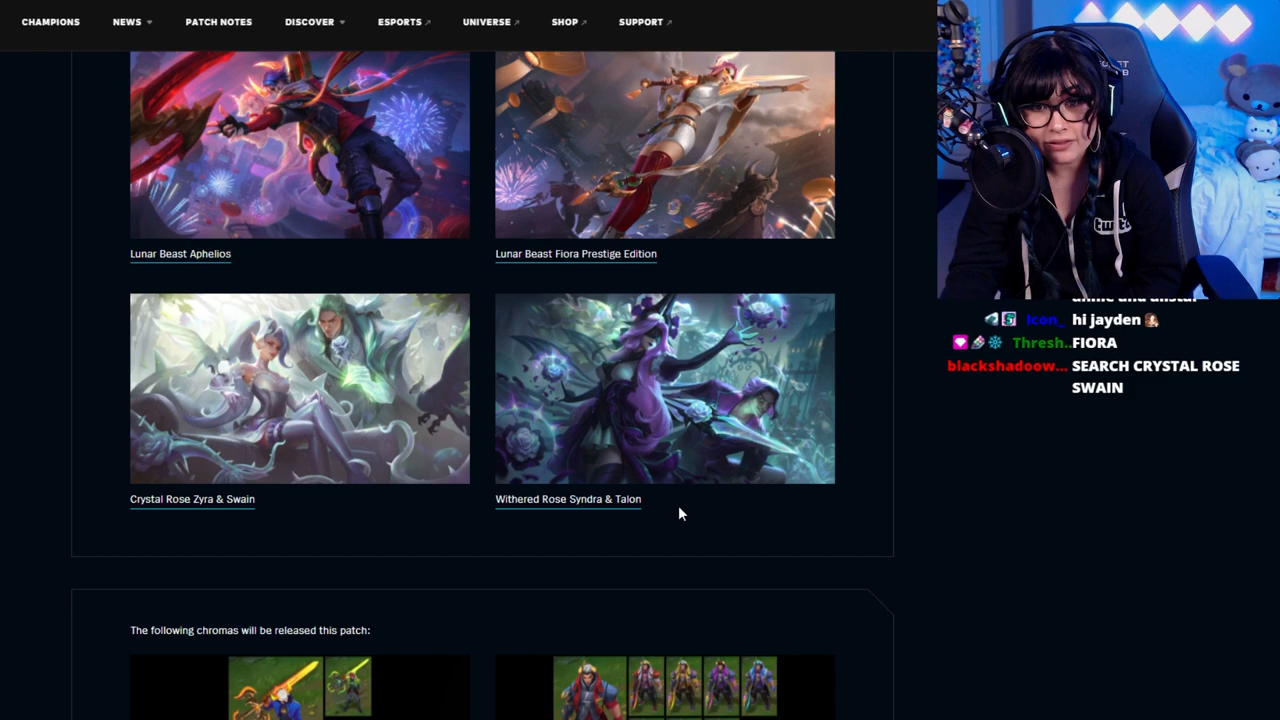 CHAMPIONS NEWS PATCH NOTES DISCOVER ESPORTS UNIVERSE SHOP SUPPORT
Lunar Beast Aphelios
Lunar Beast Fiora Prestige Edition
Crystal Rose Zyra & Swain
Withered Rose Syndra & Talon
The following chromas will be released this patch:
Icon_ hi jayden
Thresh.. FIORA
blackshadoow... SEARCH CRYSTAL ROSE
SWAIN